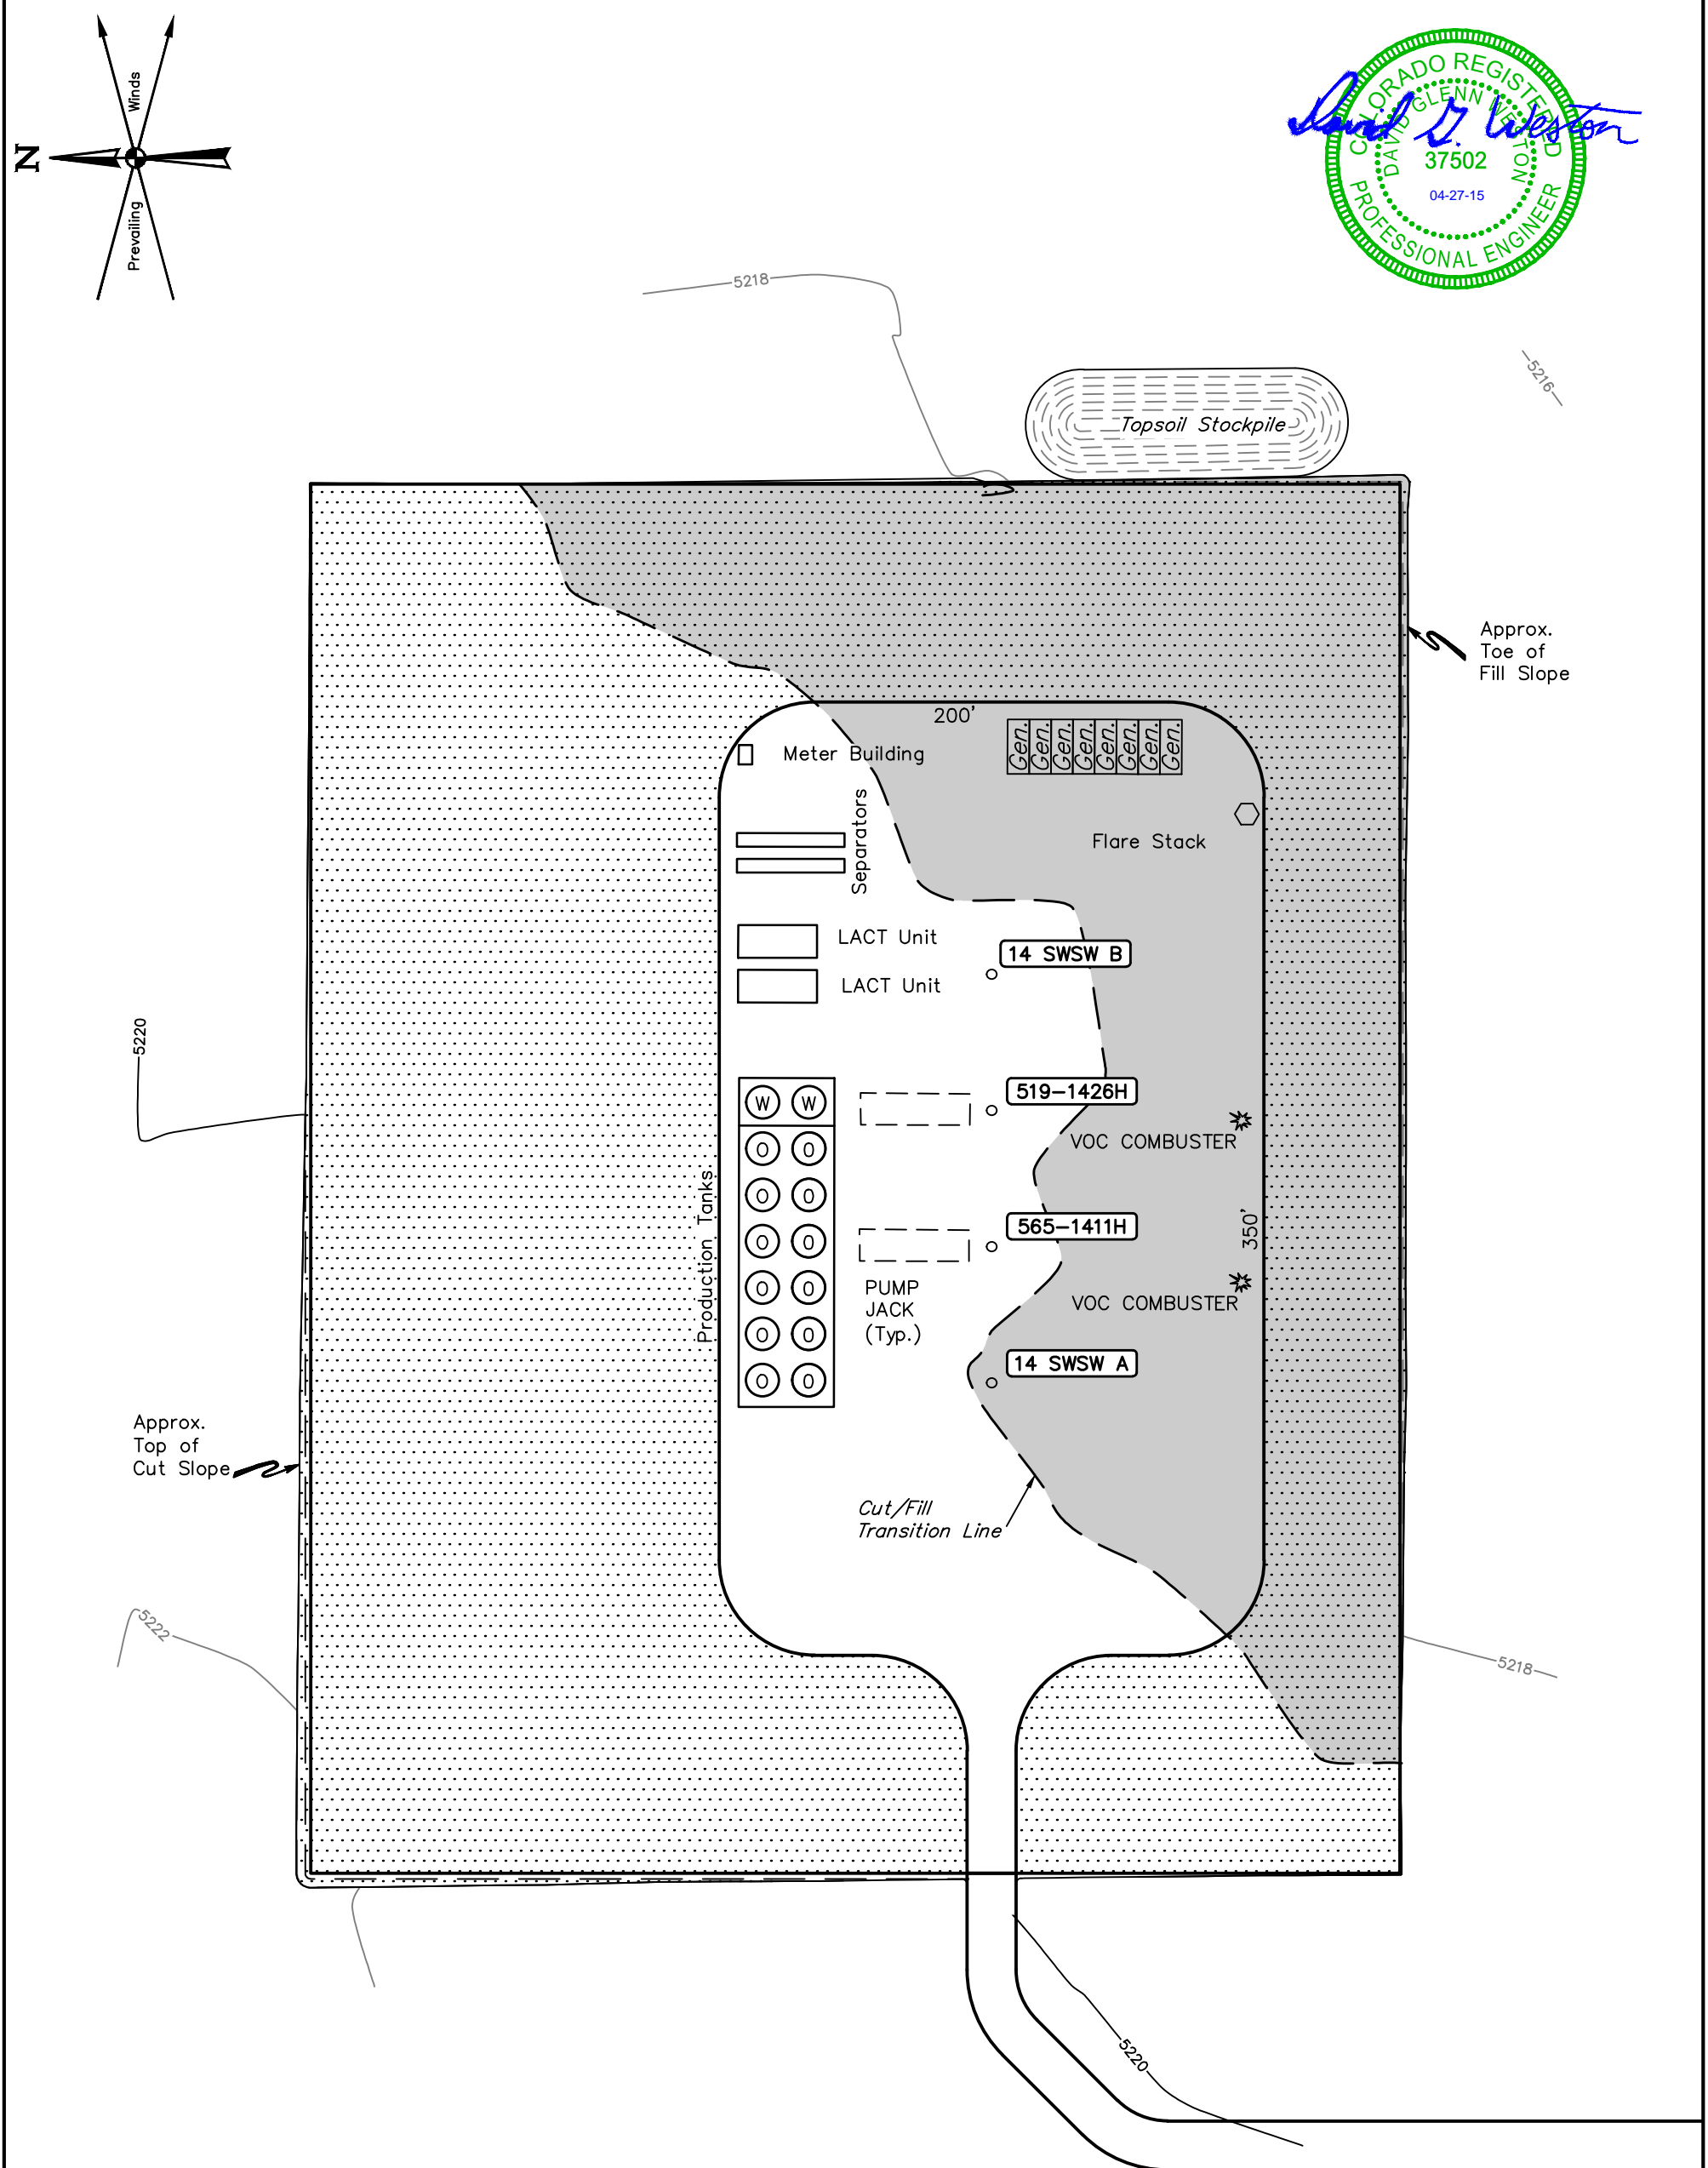 N
Winds
Prevailing
COLORADO REGISTERED
DAVID GLENN WESTON
David G. Weston
37502
04-27-15
PROFESSIONAL ENGINEER
5218
5216
Topsoil Stockpile
Approx.
Toe of
Fill Slope
200'
Meter Building
Gen.
Gen.
Gen.
Gen.
Gen.
Gen.
Gen.
Gen.
Separators
Flare Stack
LACT Unit
14 SWSW B
LACT Unit
5220
519-1426H
W W
VOC COMBUSTER
O O
O O
O O
O O
O O
O O
Production Tanks
565-1411H
350'
PUMP
JACK
(Typ.)
VOC COMBUSTER
14 SWSW A
Approx.
Top of
Cut Slope
Cut/Fill
Transition Line
5222
5218
5220